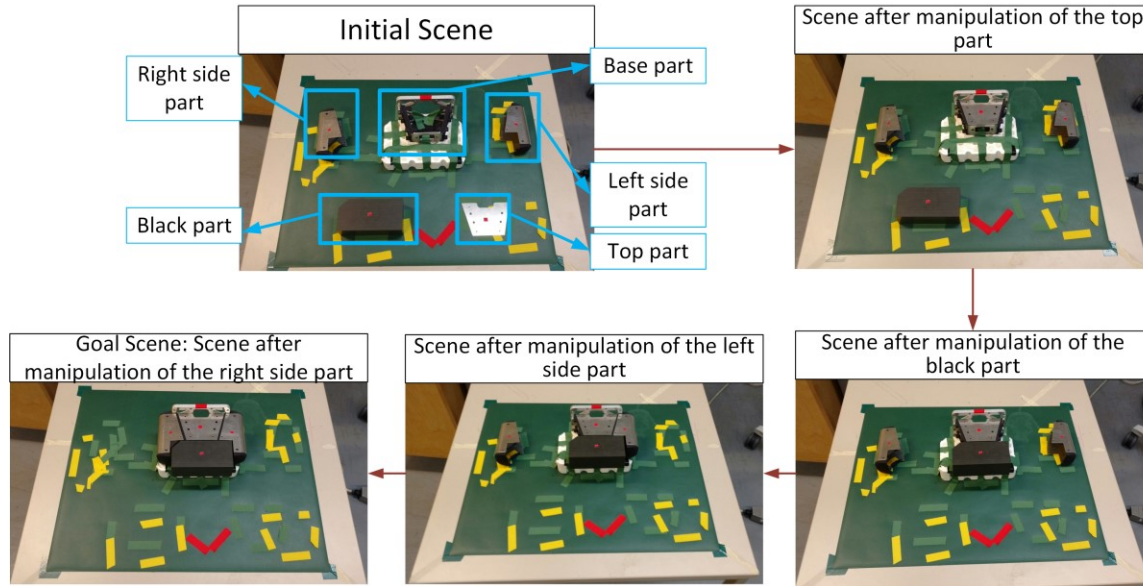 Initial Scene
Right side
part
Base part
Black part
Left side
part
Top part
Scene after manipulation of the top
part
Scene after manipulation of the
black part
Scene after manipulation of the left
side part
Goal Scene: Scene after
manipulation of the right side part